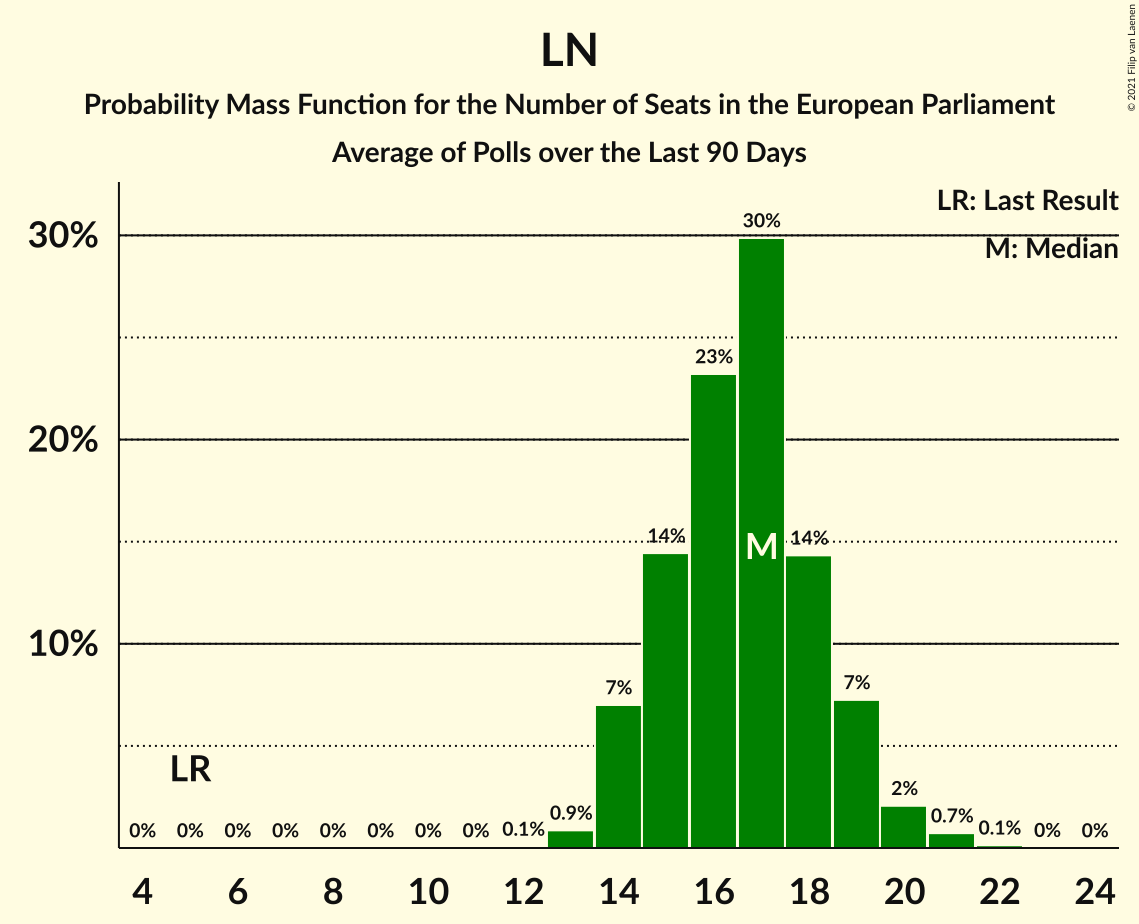 © 2021 Filip van Laenen
LN
Probability Mass Function for the Number of Seats in the European Parliament
Average of Polls over the Last 90 Days
LR: Last Result
M: Median
30%
20%
10%
LR
M
0% 0% 0% 0% 0% 0% 0% 0% 0.1% 0.9% 7% 14% 23% 30% 14% 7% 2% 0.7% 0.1% 0% 0%
4 6 8 10 12 14 16 18 20 22 24